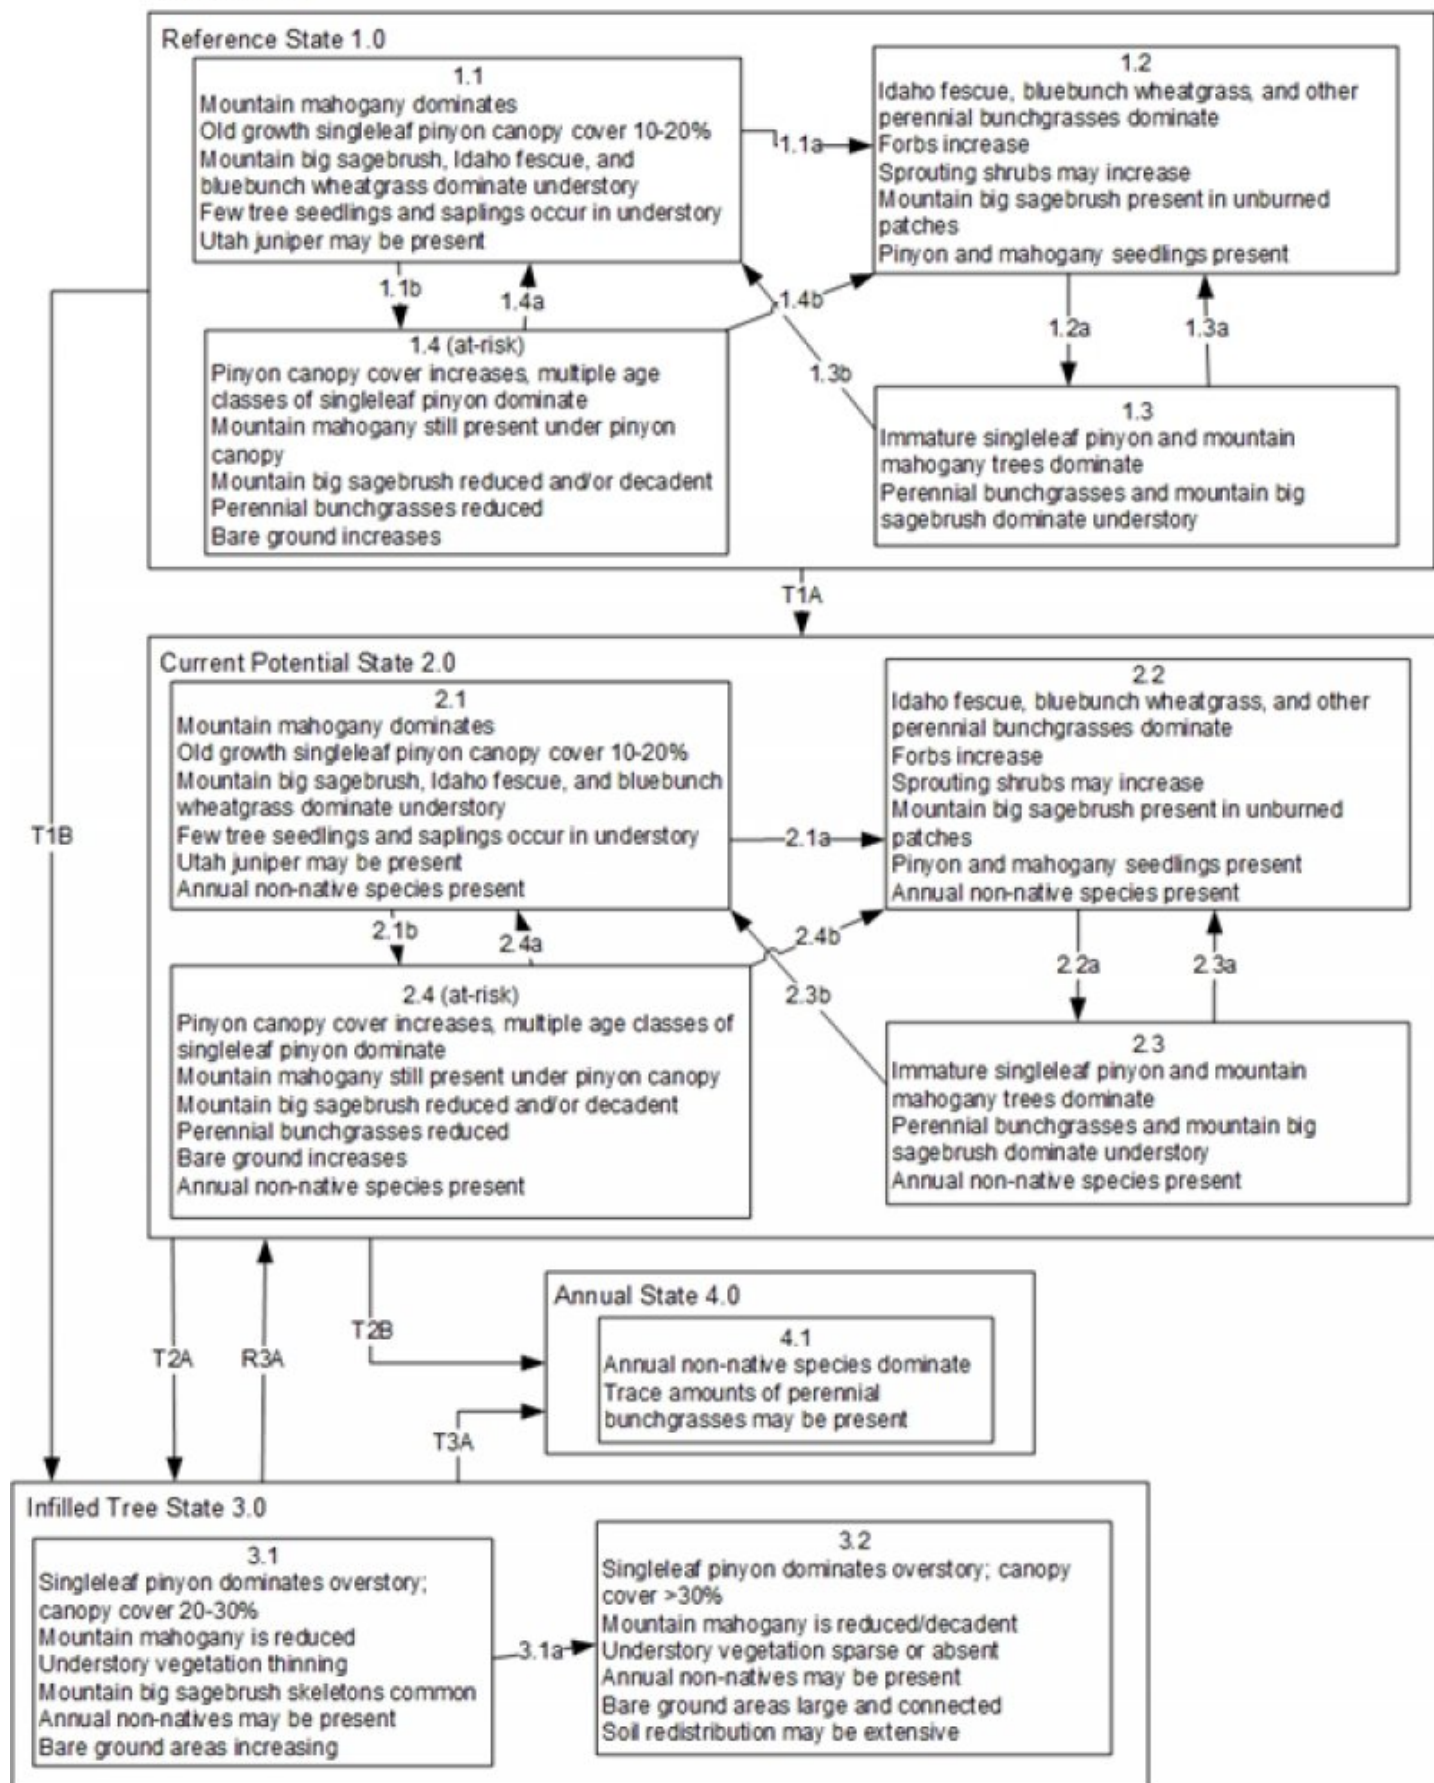 Reference State 1.0
1.1
Mountain mahogany dominates
Old growth singleleaf pinyon canopy cover 10-20%
Mountain big sagebrush, Idaho fescue, and
bluebunch wheatgrass dominate understory
Few tree seedlings and saplings occur in understory
Utah juniper may be present
1.1a
1.2
Idaho fescue, bluebunch wheatgrass, and other
perennial bunchgrasses dominate
Forbs increase
Sprouting shrubs may increase
Mountain big sagebrush present in unburned
patches
Pinyon and mahogany seedlings present
1.1b
1.4a
1.4b
1.3b
1.2a
1.3a
1.4 (at-risk)
Pinyon canopy cover increases, multiple age
classes of singleleaf pinyon dominate
Mountain mahogany still present under pinyon
canopy
Mountain big sagebrush reduced and/or decadent
Perennial bunchgrasses reduced
Bare ground increases
1.3
Immature singleleaf pinyon and mountain
mahogany trees dominate
Perennial bunchgrasses and mountain big
sagebrush dominate understory
T1A
T1B
Current Potential State 2.0
2.1
Mountain mahogany dominates
Old growth singleleaf pinyon canopy cover 10-20%
Mountain big sagebrush, Idaho fescue, and bluebunch
wheatgrass dominate understory
Few tree seedlings and saplings occur in understory
Utah juniper may be present
Annual non-native species present
2.1a
2.2
Idaho fescue, bluebunch wheatgrass, and other
perennial bunchgrasses dominate
Forbs increase
Sprouting shrubs may increase
Mountain big sagebrush present in unburned
patches
Pinyon and mahogany seedlings present
Annual non-native species present
2.1b
2.4a
2.4b
2.3b
2.2a
2.3a
2.4 (at-risk)
Pinyon canopy cover increases, multiple age classes of
singleleaf pinyon dominate
Mountain mahogany still present under pinyon canopy
Mountain big sagebrush reduced and/or decadent
Perennial bunchgrasses reduced
Bare ground increases
Annual non-native species present
2.3
Immature singleleaf pinyon and mountain
mahogany trees dominate
Perennial bunchgrasses and mountain big
sagebrush dominate understory
Annual non-native species present
T2A
R3A
T2B
T3A
Annual State 4.0
4.1
Annual non-native species dominate
Trace amounts of perennial
bunchgrasses may be present
Infilled Tree State 3.0
3.1
Singleleaf pinyon dominates overstory;
canopy cover 20-30%
Mountain mahogany is reduced
Understory vegetation thinning
Mountain big sagebrush skeletons common
Annual non-natives may be present
Bare ground areas increasing
3.1a
3.2
Singleleaf pinyon dominates overstory; canopy
cover >30%
Mountain mahogany is reduced/decadent
Understory vegetation sparse or absent
Annual non-natives may be present
Bare ground areas large and connected
Soil redistribution may be extensive